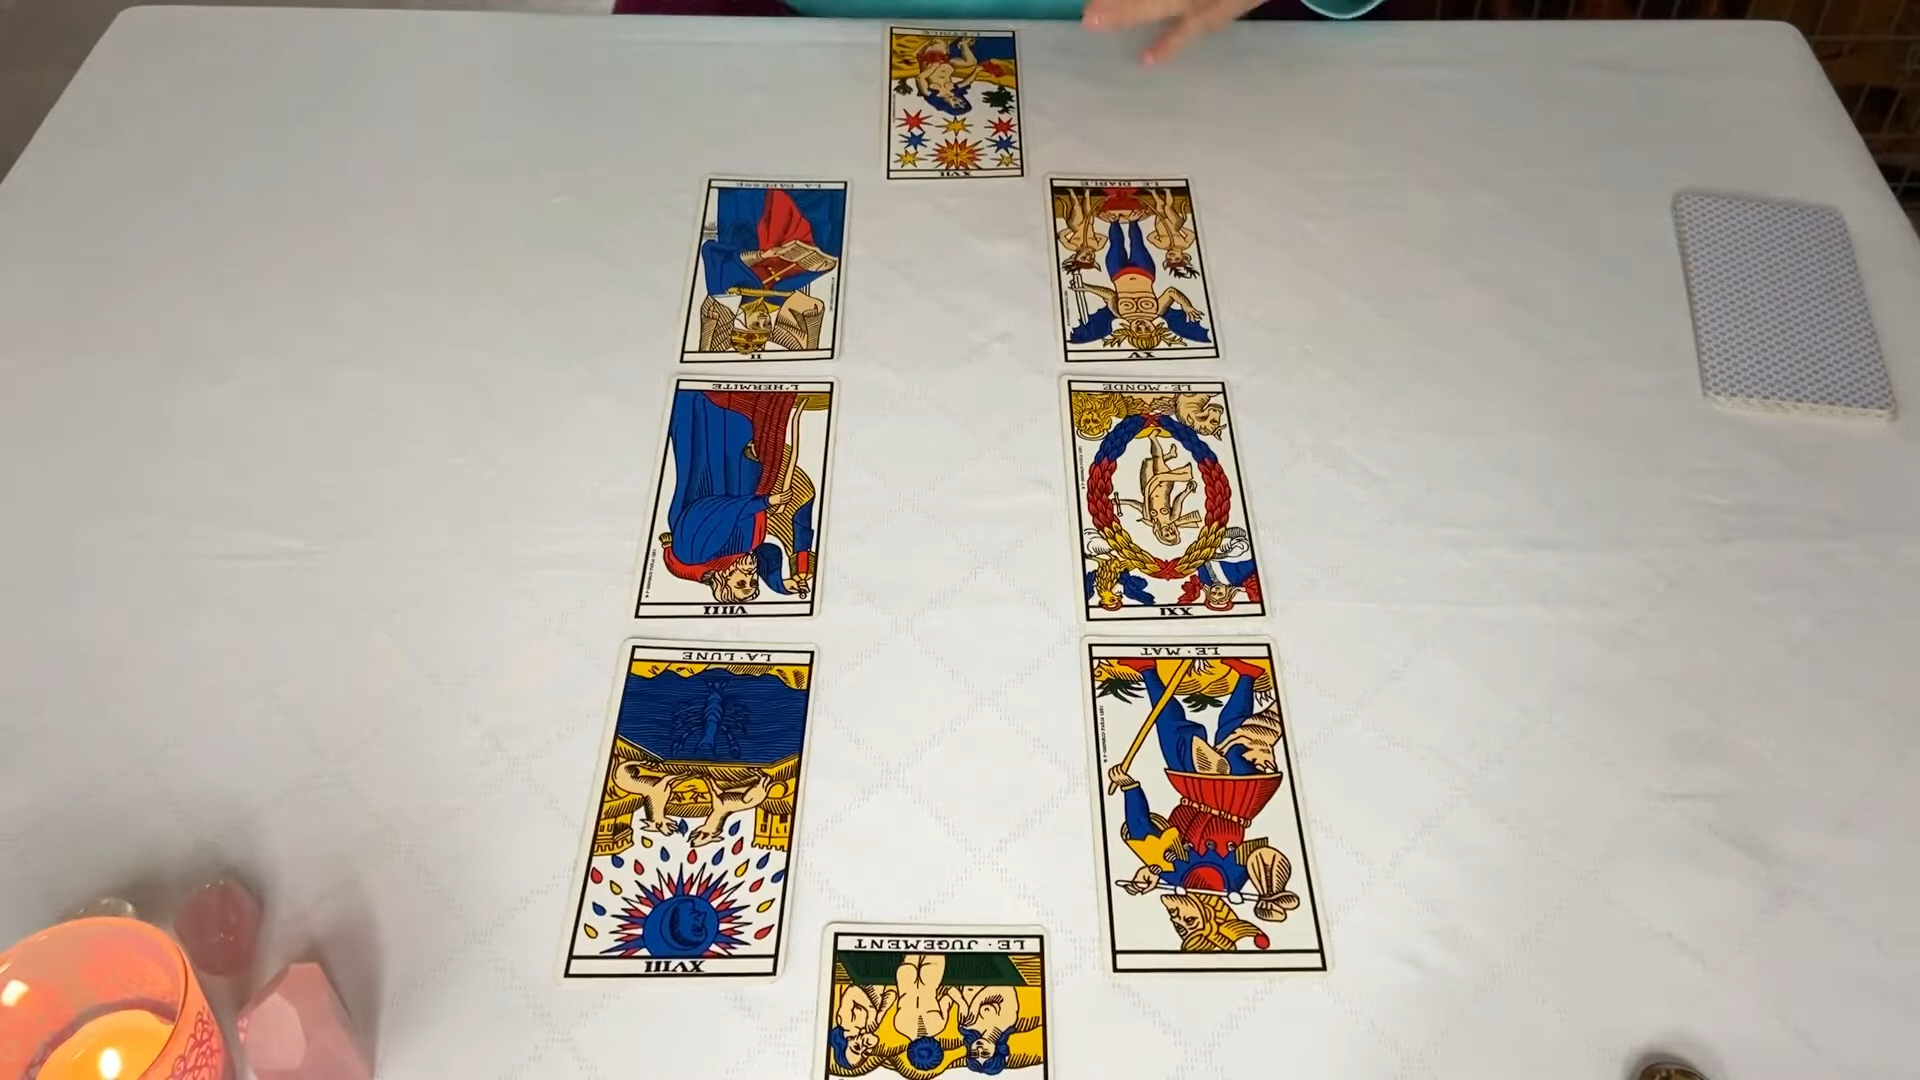 L'ETOILE
XVII
LA PAPESSE
II
LE DIABLE
XV
L'HERMITE
VIIII
LE · MONDE
XXI
LA · LUNE
XVIII
LE · MAT
LE · JUGEMENT